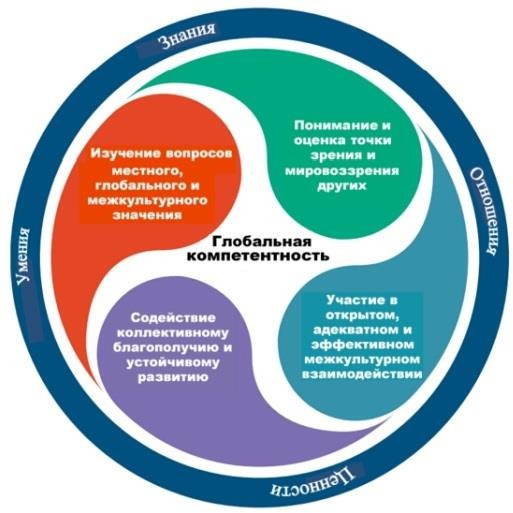 Знания
Понимание и
оценка точки
зрения и
мировоззрения
других
Изучение вопросов
местного,
глобального и
межкультурного
значения
Отношения
Умения
Глобальная
компетентность
Содействие
коллективному
благополучию и
устойчивому
развитию
Участие в
открытом,
адекватном и
эффективном
межкультурном
взаимодействии
Ценности